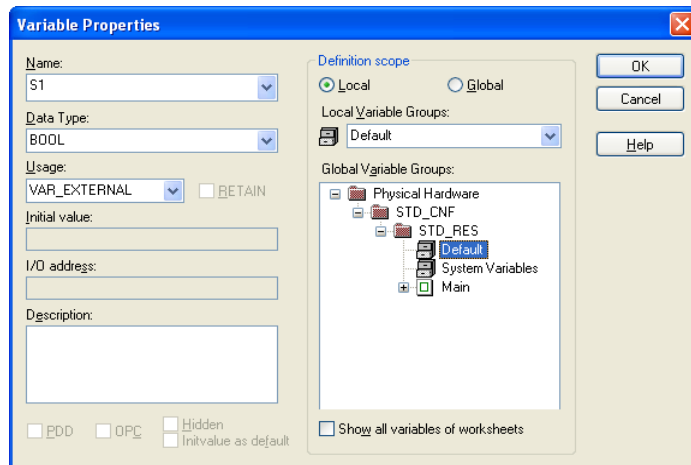 Variable Properties
Name:
S1
Data Type:
BOOL
Usage:
VAR_EXTERNAL
RETAIN
Initial value:
I/O address:
Description:
PDD
OPC
Hidden
Initvalue as default
Definition scope
Local
Global
Local Variable Groups:
Default
Global Variable Groups:
Physical Hardware
STD_CNF
STD_RES
Default
System Variables
Main
Show all variables of worksheets
OK
Cancel
Help